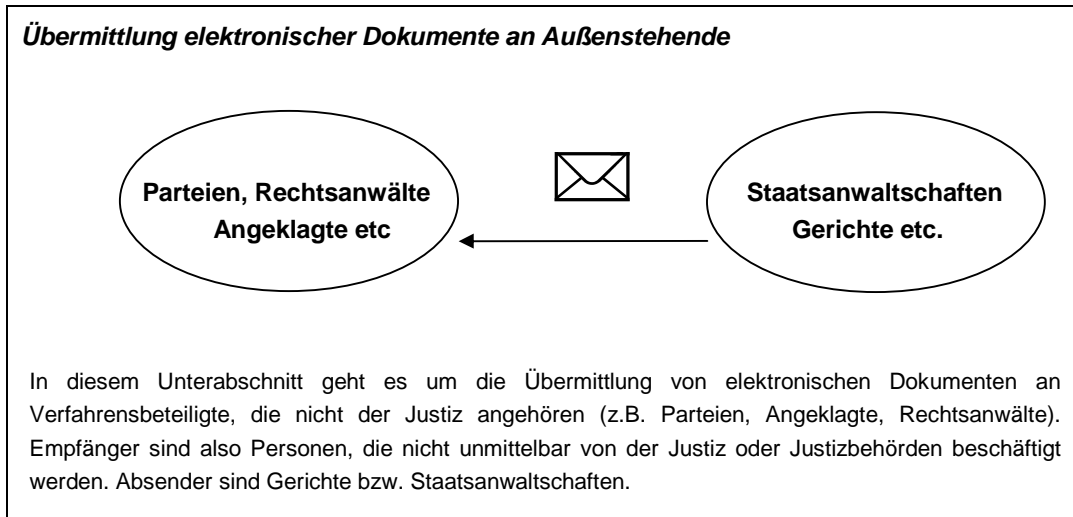 Übermittlung elektronischer Dokumente an Außenstehende
Parteien, Rechtsanwälte
Angeklagte etc
Staatsanwaltschaften
Gerichte etc.
In diesem Unterabschnitt geht es um die Übermittlung von elektronischen Dokumenten an
Verfahrensbeteiligte, die nicht der Justiz angehören (z.B. Parteien, Angeklagte, Rechtsanwälte).
Empfänger sind also Personen, die nicht unmittelbar von der Justiz oder Justizbehörden beschäftigt
werden. Absender sind Gerichte bzw. Staatsanwaltschaften.